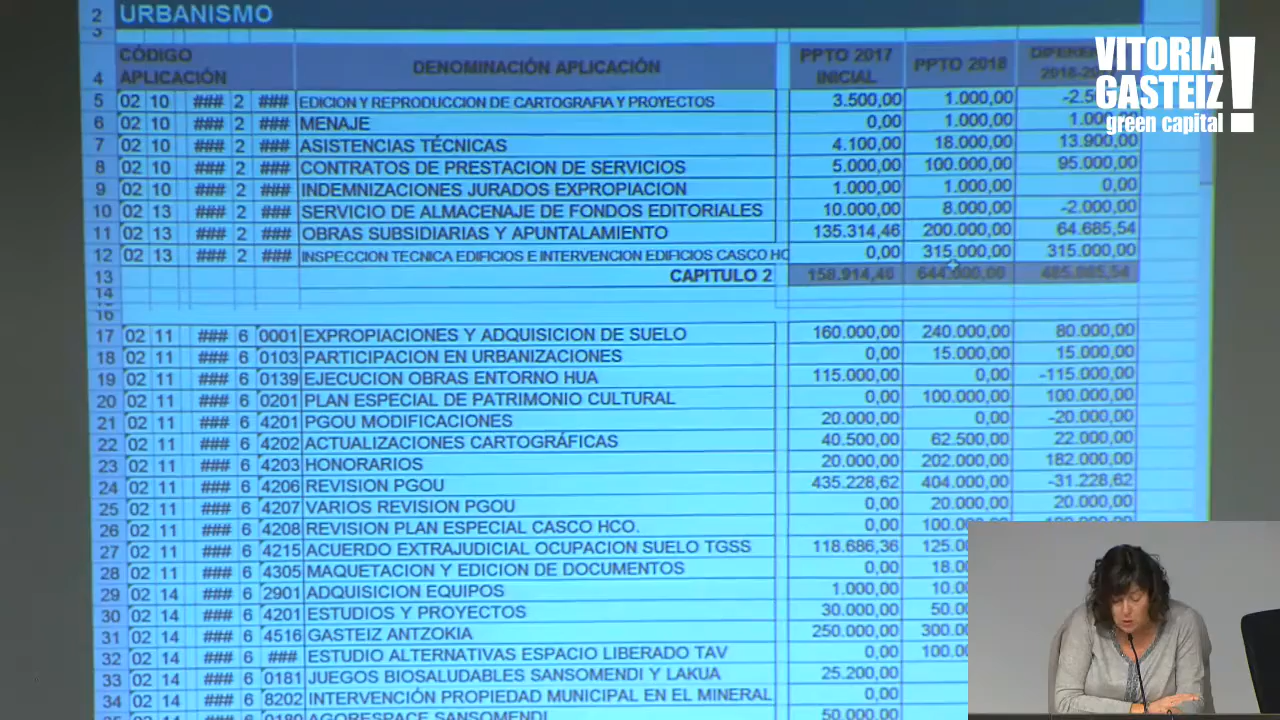 2 URBANISMO
3
4 CÓDIGO APLICACIÓN DENOMINACIÓN APLICACIÓN PPTO 2017 INICIAL PPTO 2018
VITORIA
GASTEIZ!
green capital
5 02 10 ### 2 ### EDICION Y REPRODUCCION DE CARTOGRAFIA Y PROYECTOS 3.500,00 1.000,00
6 02 10 ### 2 ### MENAJE 0,00 1.000,00
7 02 10 ### 2 ### ASISTENCIAS TÉCNICAS 4.100,00 18.000,00 13.900,00
8 02 10 ### 2 ### CONTRATOS DE PRESTACION DE SERVICIOS 5.000,00 100.000,00 95.000,00
9 02 10 ### 2 ### INDEMNIZACIONES JURADOS EXPROPIACION 1.000,00 1.000,00 0,00
10 02 13 ### 2 ### SERVICIO DE ALMACENAJE DE FONDOS EDITORIALES 10.000,00 8.000,00 -2.000,00
11 02 13 ### 2 ### OBRAS SUBSIDIARIAS Y APUNTALAMIENTO 135.314,46 200.000,00 64.685,54
12 02 13 ### 2 ### INSPECCION TECNICA EDIFICIOS E INTERVENCION EDIFICIOS CASCO HC 0,00 315.000,00 315.000,00
13 CAPITULO 2 158.914,46 644.000,00 485.085,54
14
16
17 02 11 ### 6 0001 EXPROPIACIONES Y ADQUISICION DE SUELO 160.000,00 240.000,00 80.000,00
18 02 11 ### 6 0103 PARTICIPACION EN URBANIZACIONES 0,00 15.000,00 15.000,00
19 02 11 ### 6 0139 EJECUCION OBRAS ENTORNO HUA 115.000,00 0,00 -115.000,00
20 02 11 ### 6 0201 PLAN ESPECIAL DE PATRIMONIO CULTURAL 0,00 100.000,00 100.000,00
21 02 11 ### 6 4201 PGOU MODIFICACIONES 20.000,00 0,00 -20.000,00
22 02 11 ### 6 4202 ACTUALIZACIONES CARTOGRÁFICAS 40.500,00 62.500,00 22.000,00
23 02 11 ### 6 4203 HONORARIOS 20.000,00 202.000,00 182.000,00
24 02 11 ### 6 4206 REVISION PGOU 435.228,62 404.000,00 -31.228,62
25 02 11 ### 6 4207 VARIOS REVISION PGOU 0,00 20.000,00 20.000,00
26 02 11 ### 6 4208 REVISION PLAN ESPECIAL CASCO HCO. 0,00
27 02 11 ### 6 4215 ACUERDO EXTRAJUDICIAL OCUPACION SUELO TGSS 118.686,36
28 02 11 ### 6 4305 MAQUETACION Y EDICION DE DOCUMENTOS 0,00
29 02 14 ### 6 2901 ADQUISICION EQUIPOS 1.000,00
30 02 14 ### 6 4201 ESTUDIOS Y PROYECTOS 30.000,00
31 02 14 ### 6 4516 GASTEIZ ANTZOKIA 250.000,00
32 02 14 ### 6 ### ESTUDIO ALTERNATIVAS ESPACIO LIBERADO TAV 0,00
33 02 14 ### 6 0181 JUEGOS BIOSALUDABLES SANSOMENDI Y LAKUA 25.200,00
34 02 14 ### 6 8202 INTERVENCIÓN PROPIEDAD MUNICIPAL EN EL MINERAL 0,00
AGORESPACE SANSOMENDI 50.000,00